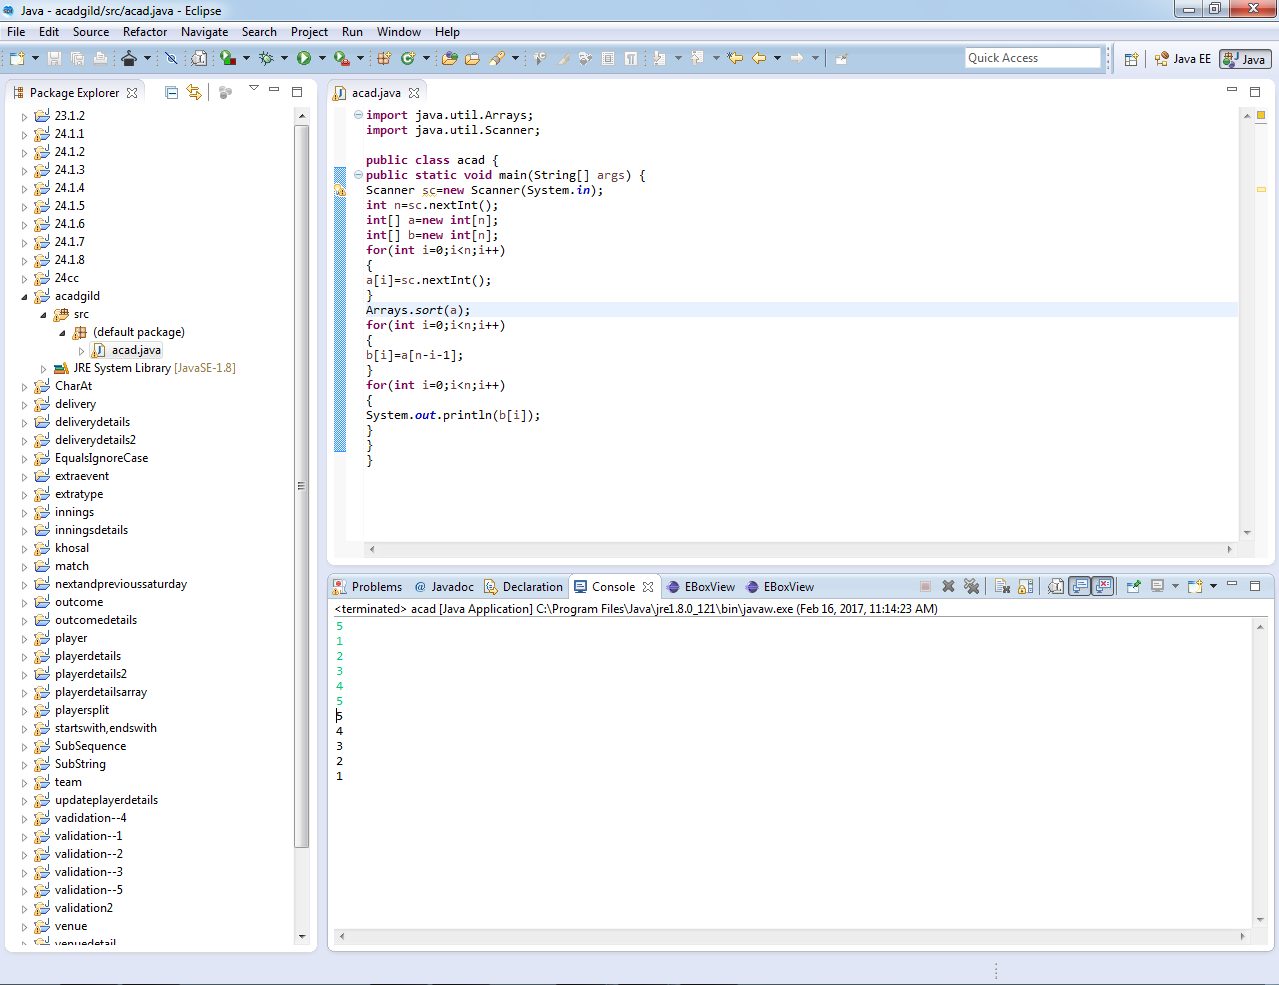 Java - acadgild/src/acad.java - Eclipse
File Edit Source Refactor Navigate Search Project Run Window Help
Quick Access
Java EE
Java
Package Explorer
23.1.2
24.1.1
24.1.2
24.1.3
24.1.4
24.1.5
24.1.6
24.1.7
24.1.8
24cc
acadgild
src
(default package)
acad.java
JRE System Library [JavaSE-1.8]
CharAt
delivery
deliverydetails
deliverydetails2
EqualsIgnoreCase
extraevent
extratype
innings
inningsdetails
khosal
match
nextandprevioussaturday
outcome
outcomedetails
player
playerdetails
playerdetails2
playerdetailsarray
playersplit
startswith,endswith
SubSequence
SubString
team
updateplayerdetails
vadidation--4
validation--1
validation--2
validation--3
validation--5
validation2
venue
venuedetail
acad.java
import java.util.Arrays;
import java.util.Scanner;
public class acad {
public static void main(String[] args) {
Scanner sc=new Scanner(System.in);
int n=sc.nextInt();
int[] a=new int[n];
int[] b=new int[n];
for(int i=0;i<n;i++)
{
a[i]=sc.nextInt();
}
Arrays.sort(a);
for(int i=0;i<n;i++)
{
b[i]=a[n-i-1];
}
for(int i=0;i<n;i++)
{
System.out.println(b[i]);
}
}
}
Problems @ Javadoc Declaration Console EBoxView EBoxView
<terminated> acad [Java Application] C:\Program Files\Java\jre1.8.0_121\bin\javaw.exe (Feb 16, 2017, 11:14:23 AM)
5
1
2
3
4
5
5
4
3
2
1